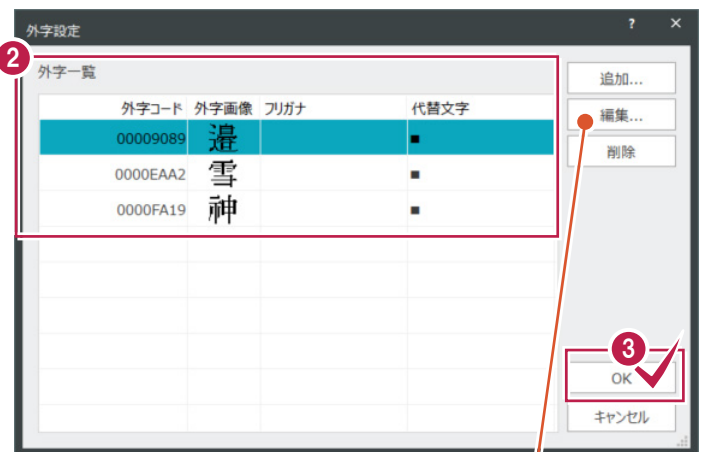 外字設定
? ×
2
外字一覧
追加...
外字コード 外字画像 フリガナ 代替文字
編集...
00009089 邉 ■
削除
0000EAA2 雪 ■
0000FA19 神 ■
3
OK
キャンセル